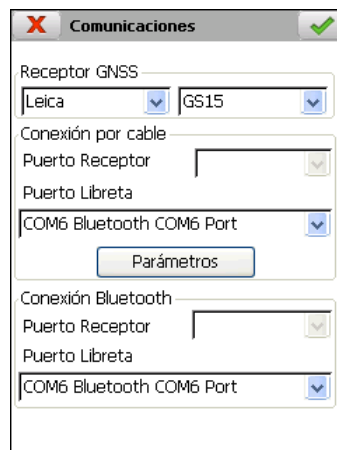 Comunicaciones
Receptor GNSS
Leica GS15
Conexión por cable
Puerto Receptor
Puerto Libreta
COM6 Bluetooth COM6 Port
Parámetros
Conexión Bluetooth
Puerto Receptor
Puerto Libreta
COM6 Bluetooth COM6 Port